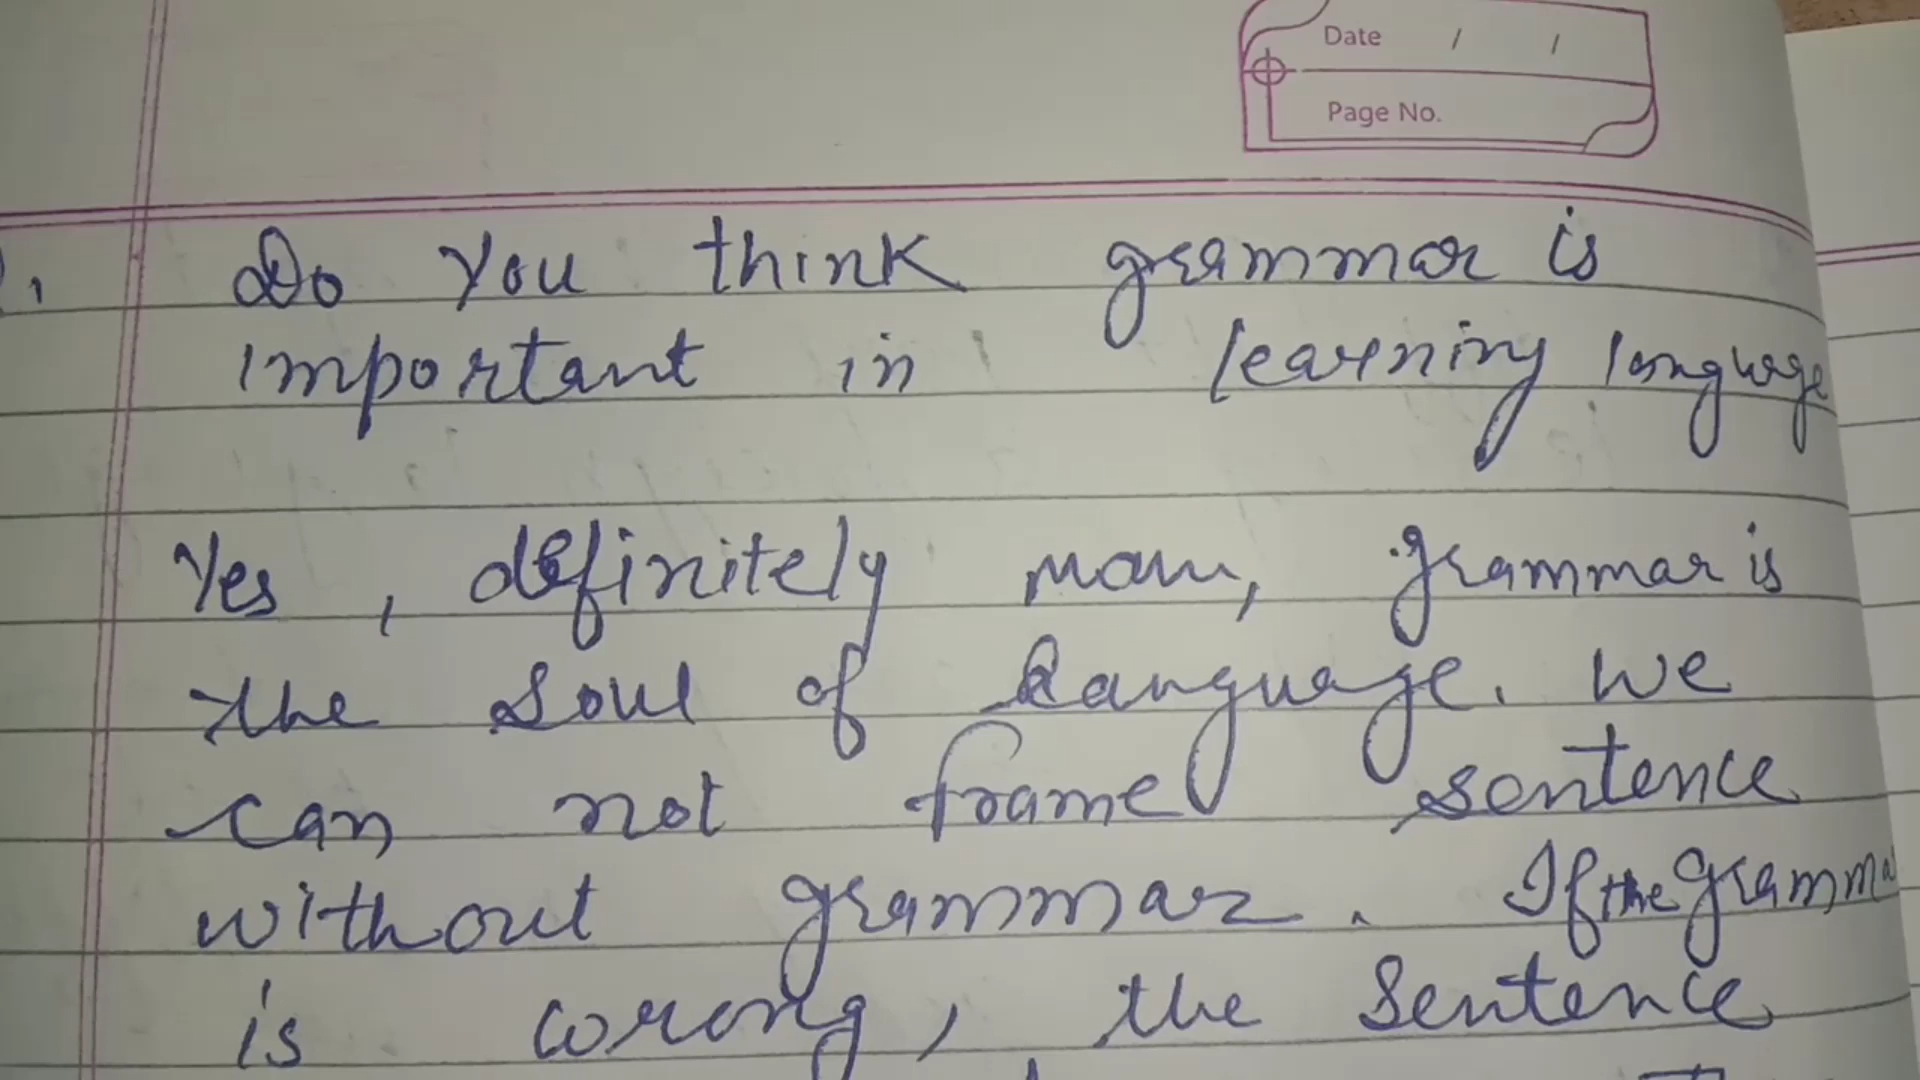 Date / /
Page No.
1. Do you think grammar is
important in learning language
Yes, definitely mam, grammar is
the soul of language. We
can not frame sentence
without grammar. If the gramma
is wrong, the sentence